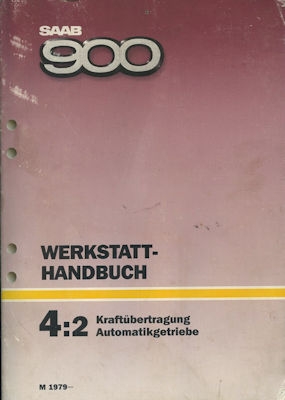 SAAB
900
WERKSTATT-
HANDBUCH
4:2 Kraftübertragung
Automatikgetriebe
M 1979--